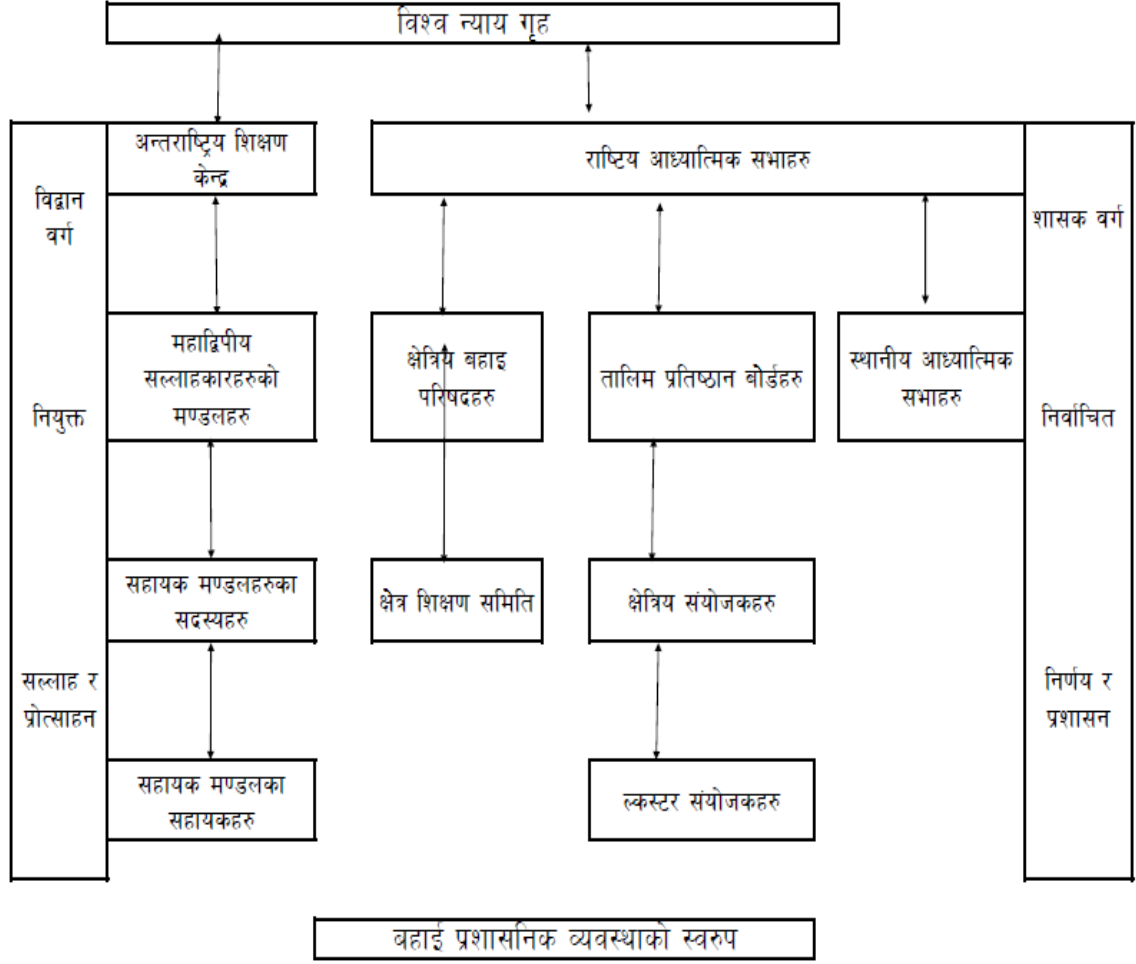 विश्व न्याय गृह
अन्तराष्ट्रिय शिक्षण
केन्द्र
राष्टिय आध्यात्मिक सभाहरु
विद्वान
वर्ग
शासक वर्ग
महाद्विपीय
सल्लाहकारहरुको
मण्डलहरु
क्षेत्रिय बहाइ
परिषदहरु
तालिम प्रतिष्ठान बोर्डहरु
स्थानीय आध्यात्मिक
सभाहरु
नियुक्त
निर्वाचित
सहायक मण्डलहरुका
सदस्यहरु
क्षेत्र शिक्षण समिति
क्षेत्रिय संयोजकहरु
सल्लाह र
प्रोत्साहन
निर्णय र
प्रशासन
सहायक मण्डलका
सहायकहरु
ल्कस्टर संयोजकहरु
बहाई प्रशासनिक व्यवस्थाको स्वरुप